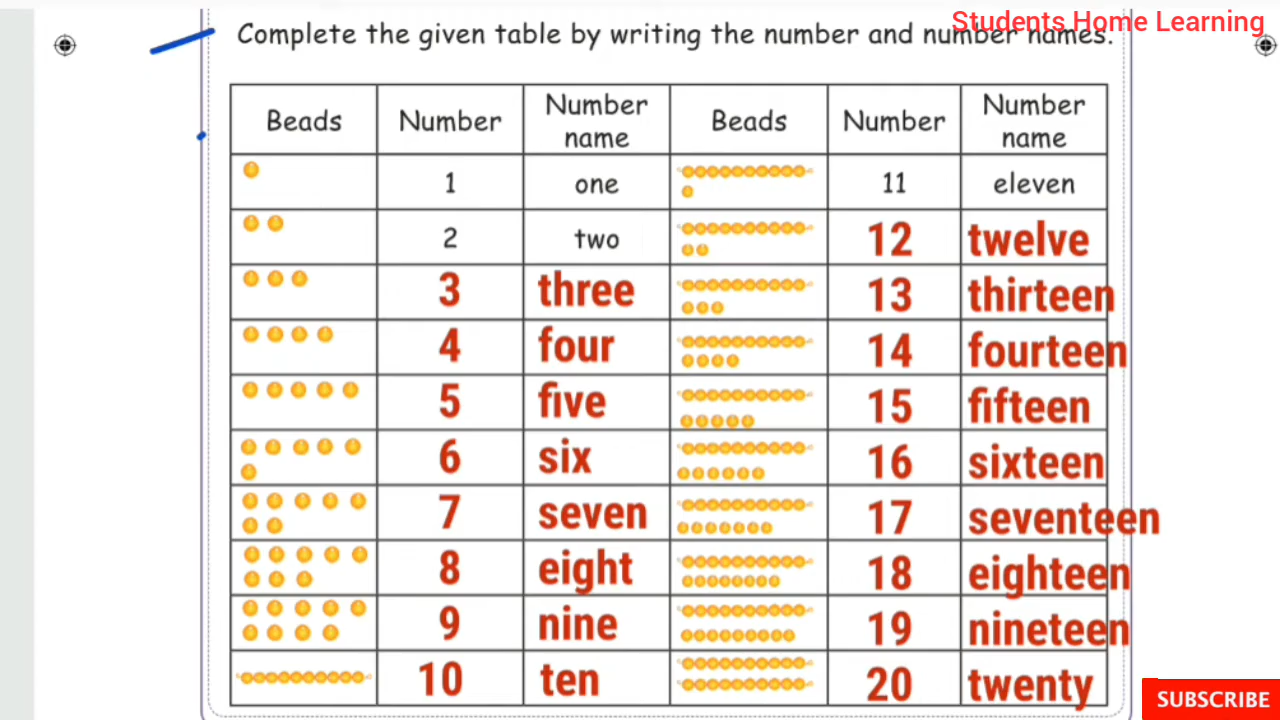 Students Home Learning
Complete the given table by writing the number and number names.
Beads Number Number name Beads Number Number name
1 one 11 eleven
2 two 12 twelve
3 three 13 thirteen
4 four 14 fourteen
5 five 15 fifteen
6 six 16 sixteen
7 seven 17 seventeen
8 eight 18 eighteen
9 nine 19 nineteen
10 ten 20 twenty
SUBSCRIBE